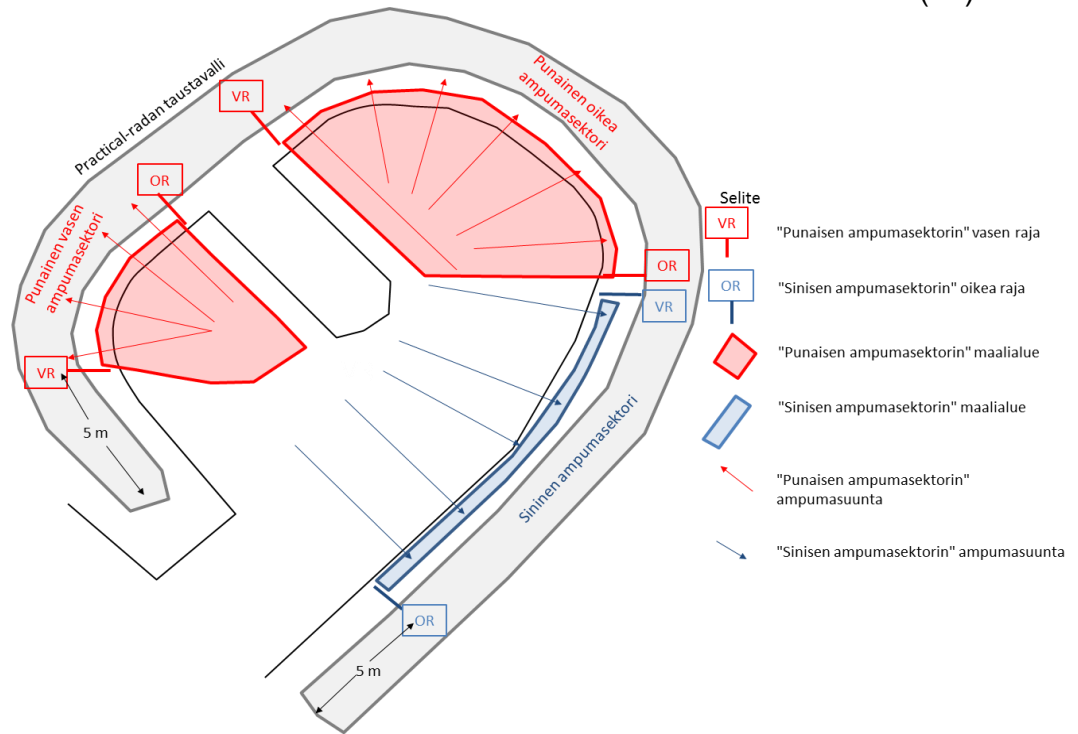 Practical-radan taustavalli
VR
Punainen oikea
ampumasektori
OR
Punainen vasen
ampumasektori
VR
5 m
OR
VR
Sininen ampumasektori
OR
5 m
Selite
VR
"Punaisen ampumasektorin" vasen raja
OR
"Sinisen ampumasektorin" oikea raja
"Punaisen ampumasektorin" maalialue
"Sinisen ampumasektorin" maalialue
"Punaisen ampumasektorin"
ampumasuunta
"Sinisen ampumasektorin" ampumasuunta